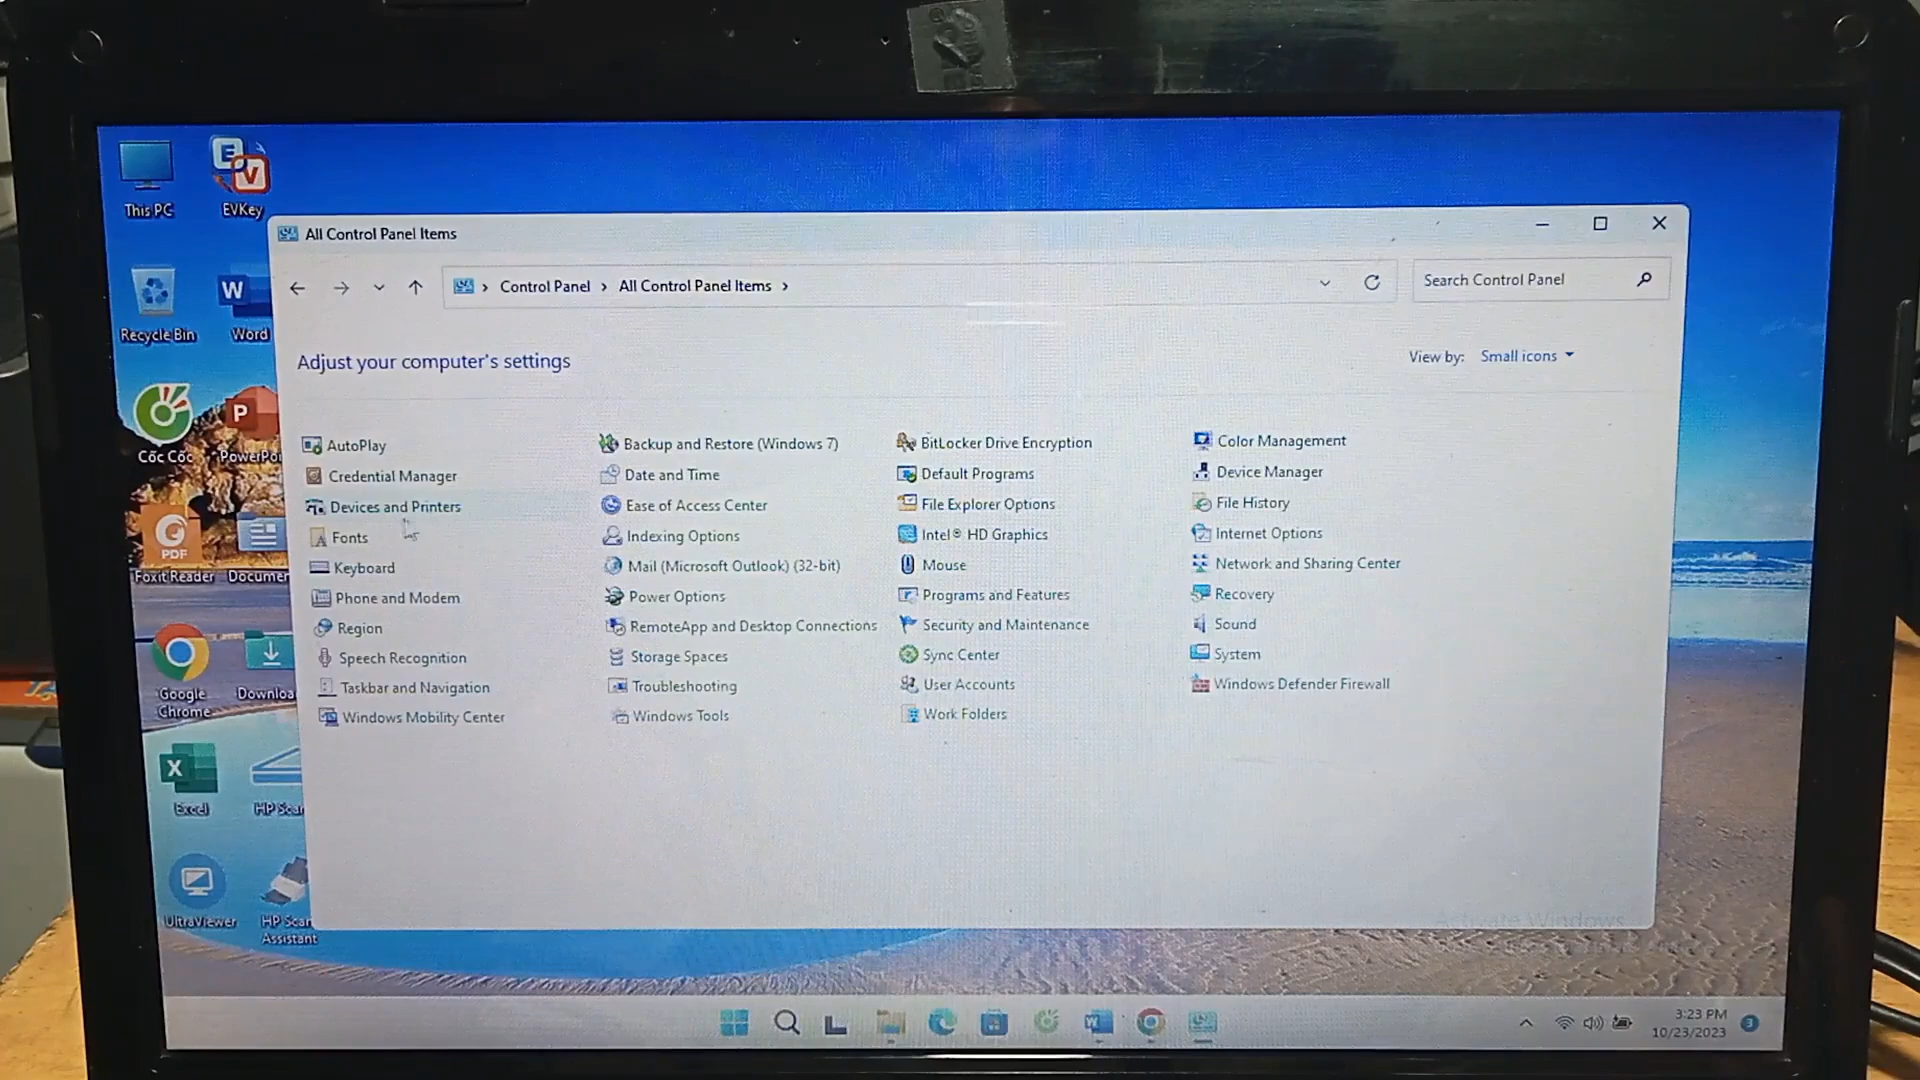 This PC
EVKey
Recycle Bin
Word
Cốc Cốc
PDF
Foxit Reader
Google
Chrome
Excel
UltraViewer
Assistant
All Control Panel Items
Control Panel > All Control Panel Items >
Search Control Panel
Adjust your computer's settings
View by: Small icons
AutoPlay
Backup and Restore (Windows 7)
BitLocker Drive Encryption
Color Management
Credential Manager
Date and Time
Default Programs
Device Manager
Devices and Printers
Ease of Access Center
File Explorer Options
File History
Fonts
Indexing Options
Intel® HD Graphics
Internet Options
Keyboard
Mail (Microsoft Outlook) (32-bit)
Mouse
Network and Sharing Center
Phone and Modem
Power Options
Programs and Features
Recovery
Region
RemoteApp and Desktop Connections
Security and Maintenance
Sound
Speech Recognition
Storage Spaces
Sync Center
System
Taskbar and Navigation
Troubleshooting
User Accounts
Windows Defender Firewall
Windows Mobility Center
Windows Tools
Work Folders
Activate Windows
3:23 PM
10/23/2023
3